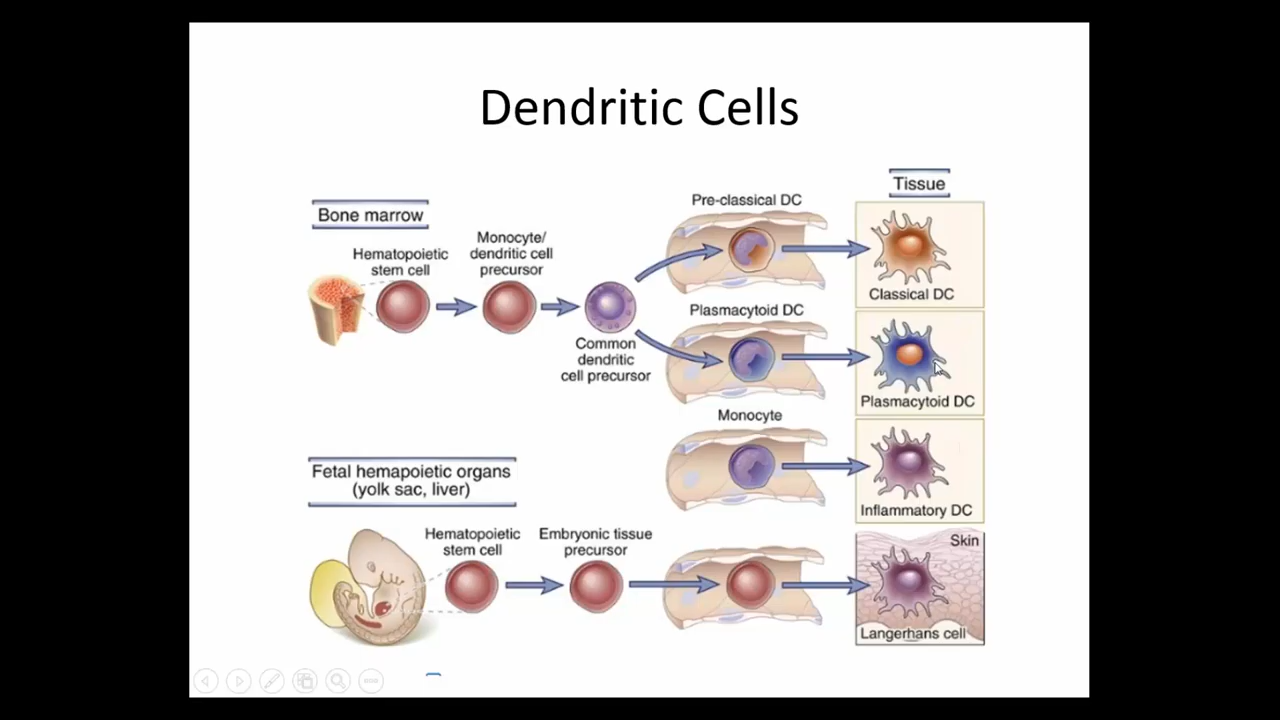 Dendritic Cells
Tissue
Pre-classical DC
Bone marrow
Monocyte/
dendritic cell
precursor
Hematopoietic
stem cell
Classical DC
Plasmacytoid DC
Common
dendritic
cell precursor
Plasmacytoid DC
Monocyte
Fetal hemapoietic organs
(yolk sac, liver)
Inflammatory DC
Hematopoietic
stem cell
Embryonic tissue
precursor
Skin
Langerhans cell